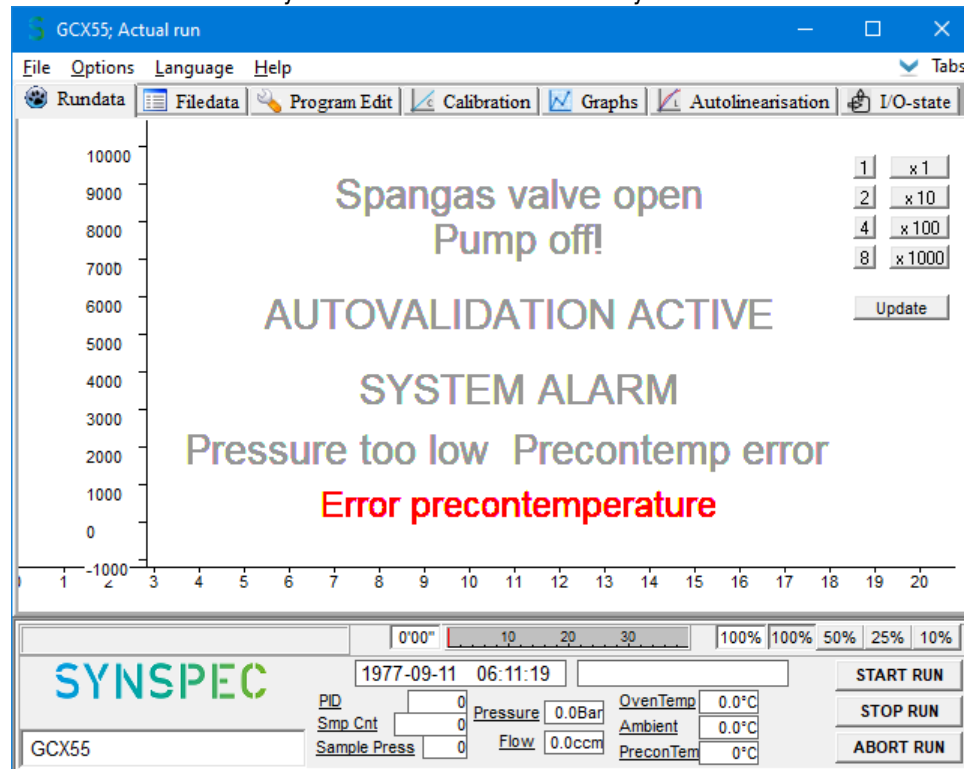 GCX55; Actual run
File Options Language Help Tabs
Rundata Filedata Program Edit Calibration Graphs Autolinearisation I/O-state
10000
9000
8000
7000
6000
5000
4000
3000
2000
1000
0
-1000
Spangas valve open
Pump off!
AUTOVALIDATION ACTIVE
SYSTEM ALARM
Pressure too low Precontemp error
Error precontemperature
1 x 1
2 x 10
4 x 100
8 x 1000
Update
1 2 3 4 5 6 7 8 9 10 11 12 13 14 15 16 17 18 19 20
0'00" 10 20 30 100% 100% 50% 25% 10%
SYNSPEC
1977-09-11 06:11:19
START RUN
PID 0 Pressure 0.0Bar OvenTemp 0.0°C
STOP RUN
Smp Cnt 0 Flow 0.0ccm Ambient 0.0°C
GCX55
Sample Press 0 PreconTem 0°C
ABORT RUN